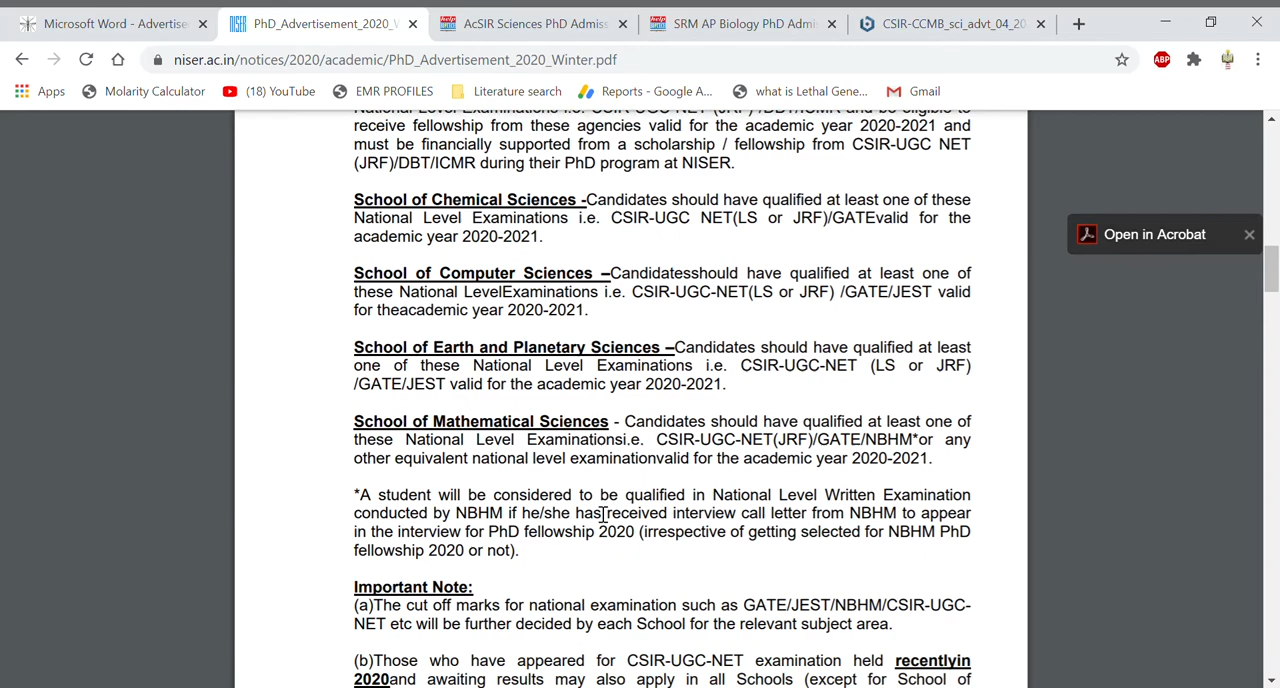 Microsoft Word - Advertise
PhD_Advertisement_2020_W
AcSIR Sciences PhD Admiss
SRM AP Biology PhD Admi
CSIR-CCMB_sci_advt_04_20
niser.ac.in/notices/2020/academic/PhD_Advertisement_2020_Winter.pdf
ABP
Apps
Molarity Calculator
(18) YouTube
EMR PROFILES
Literature search
Reports - Google A...
what is Lethal Gene...
Gmail
National Level Examinations i.e. CSIR-UGC NET (JRF) /DBT/ICMR and be eligible to
receive fellowship from these agencies valid for the academic year 2020-2021 and
must be financially supported from a scholarship / fellowship from CSIR-UGC NET
(JRF)/DBT/ICMR during their PhD program at NISER.
School of Chemical Sciences -Candidates should have qualified at least one of these
National Level Examinations i.e. CSIR-UGC NET(LS or JRF)/GATEvalid for the
academic year 2020-2021.
School of Computer Sciences –Candidatesshould have qualified at least one of
these National LevelExaminations i.e. CSIR-UGC-NET(LS or JRF) /GATE/JEST valid
for theacademic year 2020-2021.
School of Earth and Planetary Sciences –Candidates should have qualified at least
one of these National Level Examinations i.e. CSIR-UGC-NET (LS or JRF)
/GATE/JEST valid for the academic year 2020-2021.
School of Mathematical Sciences - Candidates should have qualified at least one of
these National Level Examinationsi.e. CSIR-UGC-NET(JRF)/GATE/NBHM*or any
other equivalent national level examinationvalid for the academic year 2020-2021.
*A student will be considered to be qualified in National Level Written Examination
conducted by NBHM if he/she has received interview call letter from NBHM to appear
in the interview for PhD fellowship 2020 (irrespective of getting selected for NBHM PhD
fellowship 2020 or not).
Important Note:
(a)The cut off marks for national examination such as GATE/JEST/NBHM/CSIR-UGC-
NET etc will be further decided by each School for the relevant subject area.
(b)Those who have appeared for CSIR-UGC-NET examination held recentlyin
2020and awaiting results may also apply in all Schools (except for School of
Open in Acrobat